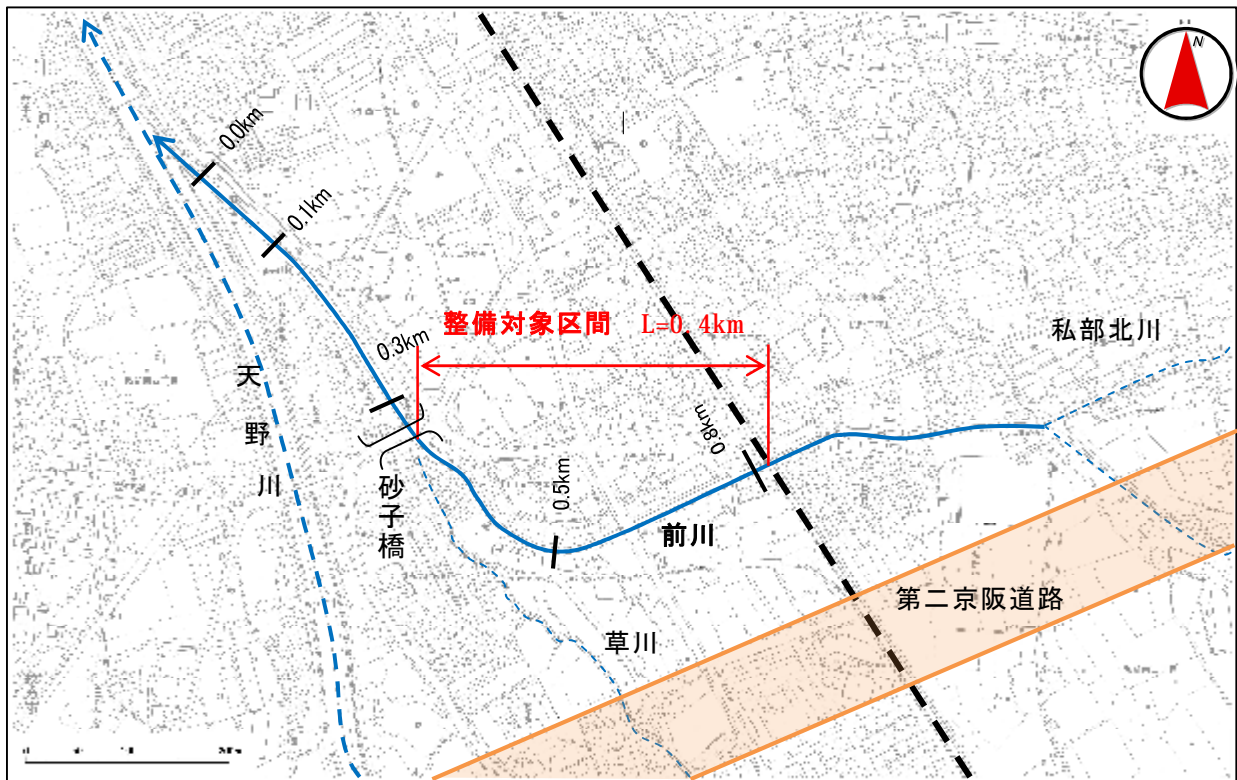 N
0.0km
0.1km
整備対象区間 L=0.4km
0.3km
私部北川
天野川
0.8km
砂子橋
0.5km
前川
第二京阪道路
草川